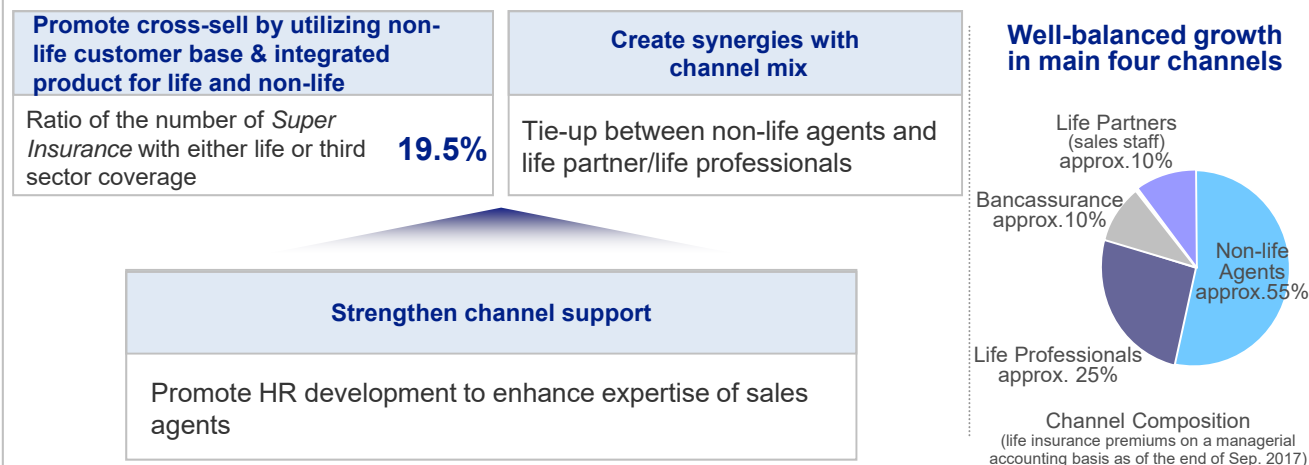 Promote cross-sell by utilizing non-
life customer base & integrated
product for life and non-life
Ratio of the number of Super
Insurance with either life or third
sector coverage
19.5%
Create synergies with
channel mix
Tie-up between non-life agents and
life partner/life professionals
Strengthen channel support
Promote HR development to enhance expertise of sales
agents
Well-balanced growth
in main four channels
Life Partners
(sales staff)
approx.10%
Bancassurance
approx.10%
Non-life
Agents
approx.55%
Life Professionals
approx. 25%
Channel Composition
(life insurance premiums on a managerial
accounting basis as of the end of Sep. 2017)